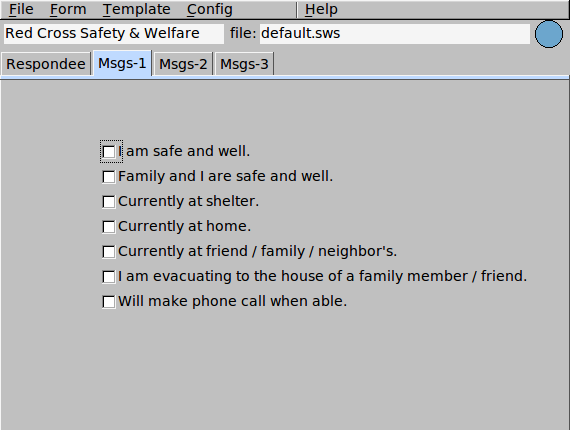 File Form Template Config Help
Red Cross Safety & Welfare file: default.sws
Respondee Msgs-1 Msgs-2 Msgs-3
I am safe and well.
Family and I are safe and well.
Currently at shelter.
Currently at home.
Currently at friend / family / neighbor's.
I am evacuating to the house of a family member / friend.
Will make phone call when able.